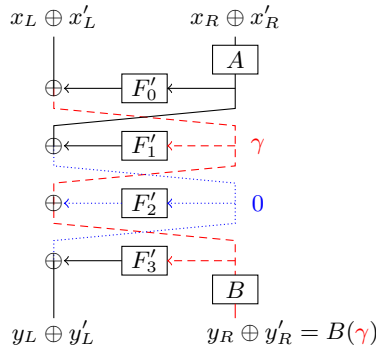 x_L ⊕ x′_L x_R ⊕ x′_R
A
F′_0
F′_1 γ
F′_2 0
F′_3
B
y_L ⊕ y′_L y_R ⊕ y′_R = B(γ)